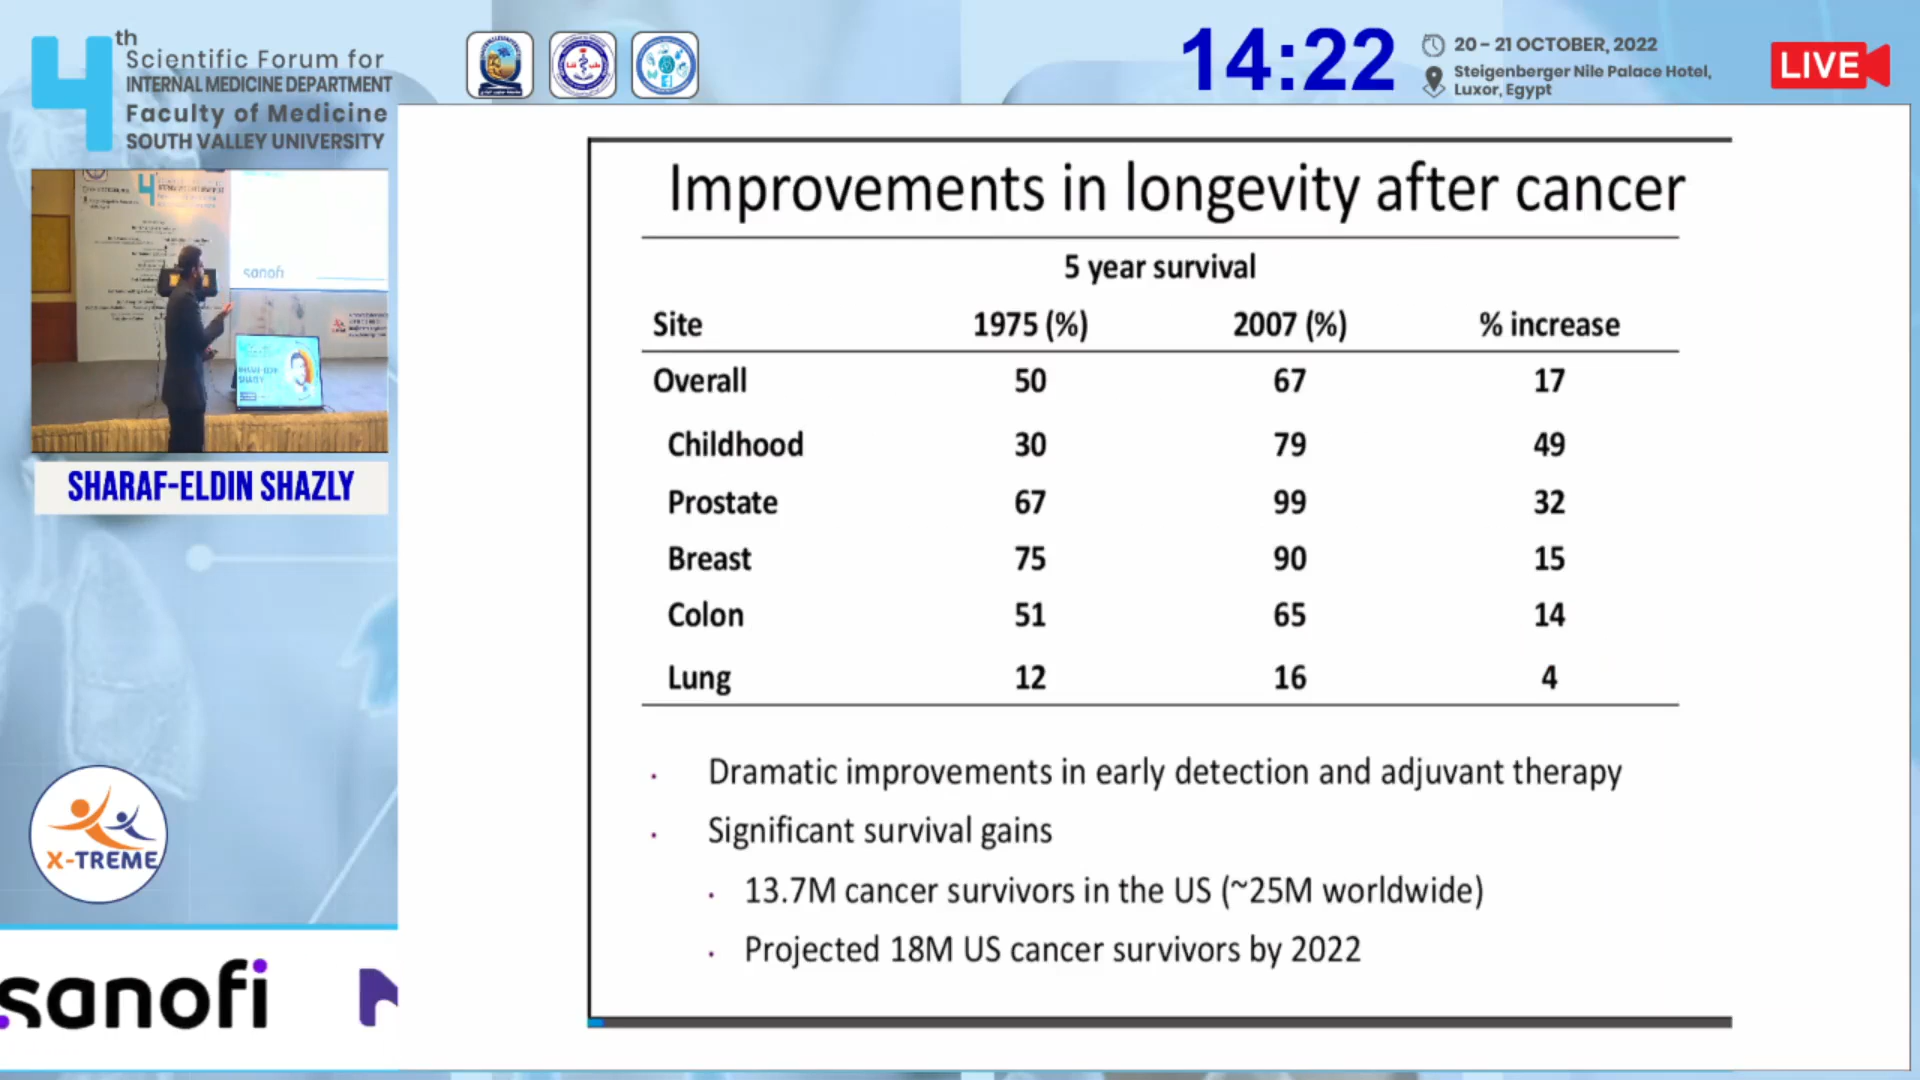 4th
Scientific Forum for
INTERNAL MEDICINE DEPARTMENT
Faculty of Medicine
SOUTH VALLEY UNIVERSITY
14:22
20 - 21 OCTOBER, 2022
Steigenberger Nile Palace Hotel,
Luxor, Egypt
LIVE
sanofi
SHARAF-ELDIN SHAZLY
X-TREME
sanofi
Improvements in longevity after cancer
5 year survival
Site 1975 (%) 2007 (%) % increase
Overall 50 67 17
Childhood 30 79 49
Prostate 67 99 32
Breast 75 90 15
Colon 51 65 14
Lung 12 16 4
· Dramatic improvements in early detection and adjuvant therapy
· Significant survival gains
· 13.7M cancer survivors in the US (~25M worldwide)
· Projected 18M US cancer survivors by 2022